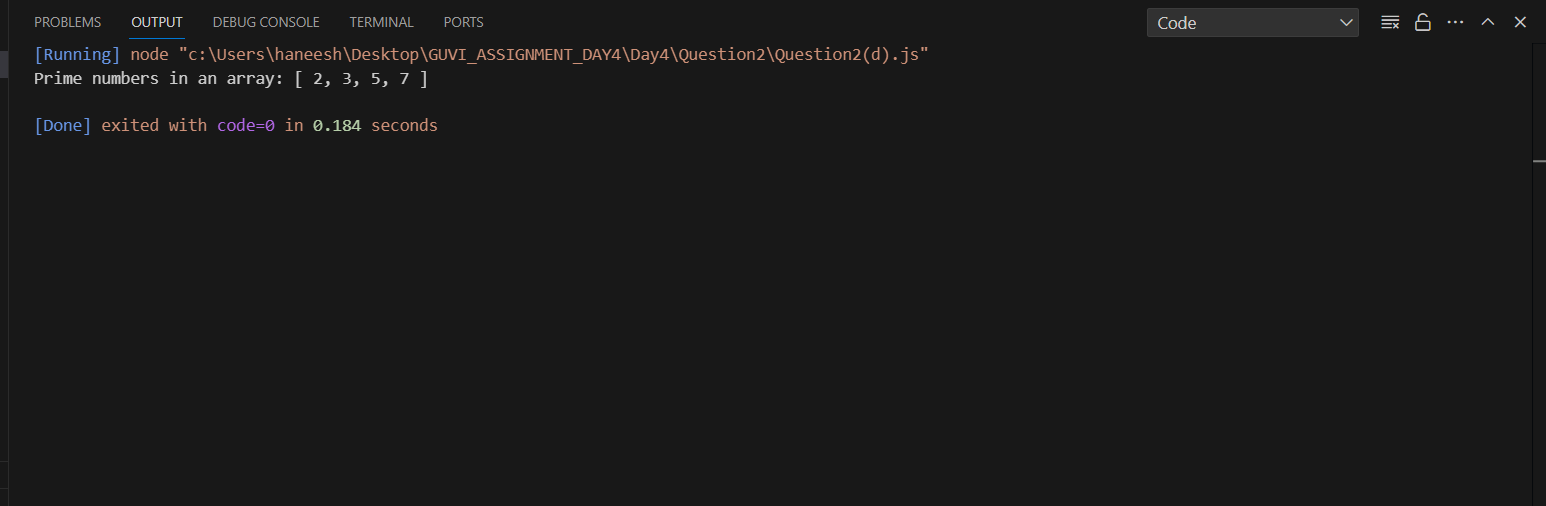 PROBLEMS OUTPUT DEBUG CONSOLE TERMINAL PORTS Code
[Running] node "c:\Users\haneesh\Desktop\GUVI_ASSIGNMENT_DAY4\Day4\Question2\Question2(d).js"
Prime numbers in an array: [ 2, 3, 5, 7 ]
[Done] exited with code=0 in 0.184 seconds